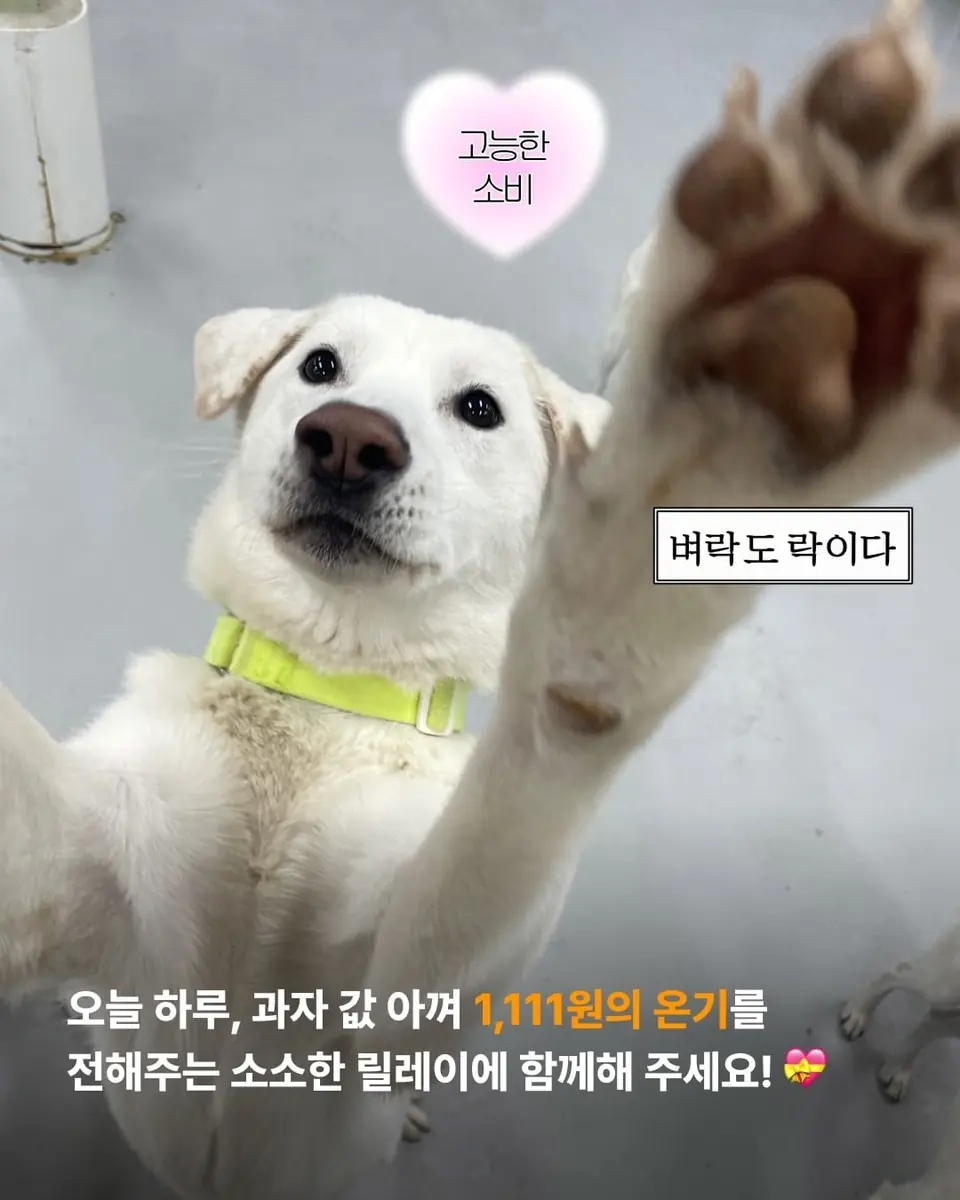 고능한
소비
벼락도 락이다
오늘 하루, 과자 값 아껴 1,111원의 온기를
전해주는 소소한 릴레이에 함께해 주세요! 💝